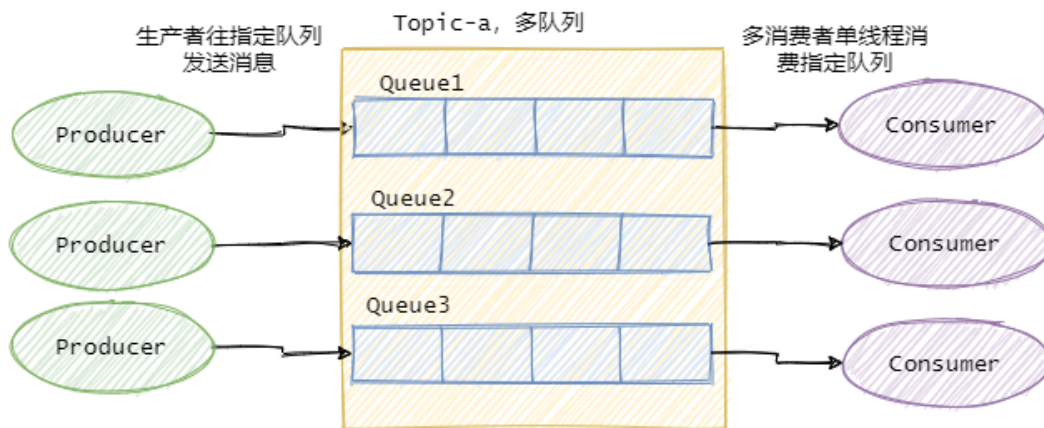 生产者往指定队列
发送消息
Topic-a, 多队列
多消费者单线程消
费指定队列
Queue1
Producer
Consumer
Queue2
Producer
Consumer
Queue3
Producer
Consumer